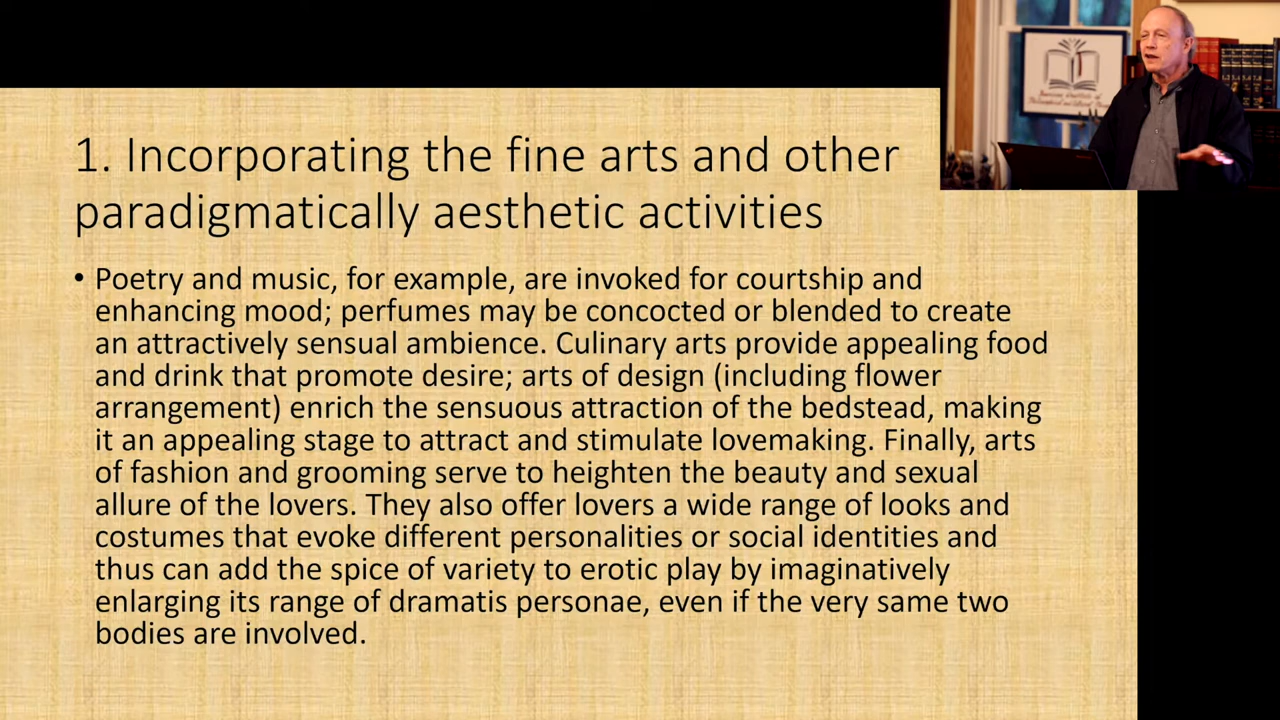 1. Incorporating the fine arts and other
paradigmatically aesthetic activities
• Poetry and music, for example, are invoked for courtship and
enhancing mood; perfumes may be concocted or blended to create
an attractively sensual ambience. Culinary arts provide appealing food
and drink that promote desire; arts of design (including flower
arrangement) enrich the sensuous attraction of the bedstead, making
it an appealing stage to attract and stimulate lovemaking. Finally, arts
of fashion and grooming serve to heighten the beauty and sexual
allure of the lovers. They also offer lovers a wide range of looks and
costumes that evoke different personalities or social identities and
thus can add the spice of variety to erotic play by imaginatively
enlarging its range of dramatis personae, even if the very same two
bodies are involved.
American Institute of
Philosophical and Cultural